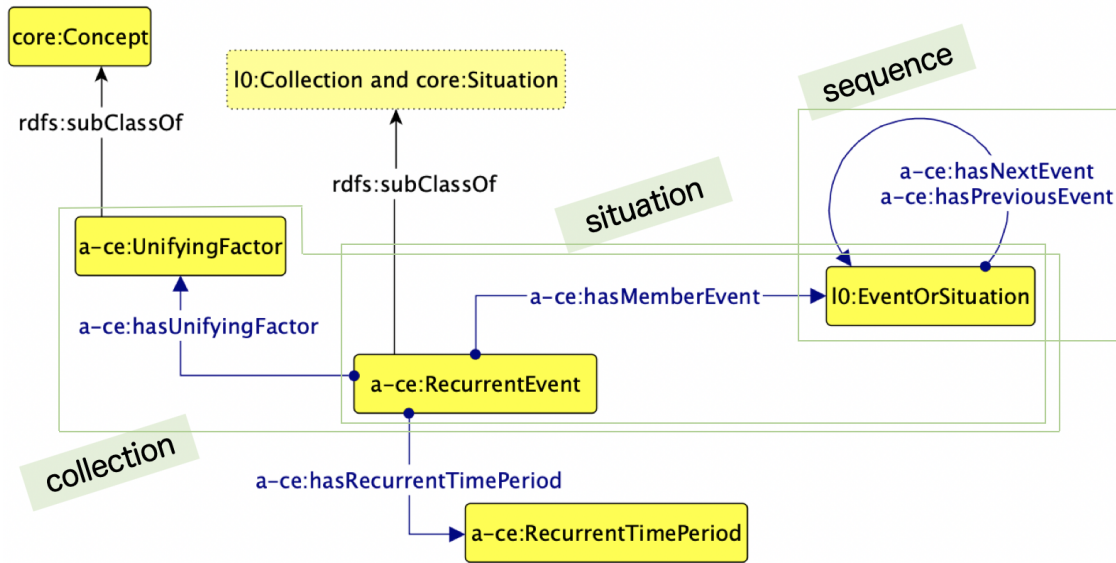 core:Concept
l0:Collection and core:Situation
sequence
rdfs:subClassOf
a-ce:hasNextEvent
a-ce:hasPreviousEvent
rdfs:subClassOf
situation
a-ce:UnifyingFactor
a-ce:hasMemberEvent
l0:EventOrSituation
a-ce:hasUnifyingFactor
a-ce:RecurrentEvent
collection
a-ce:hasRecurrentTimePeriod
a-ce:RecurrentTimePeriod